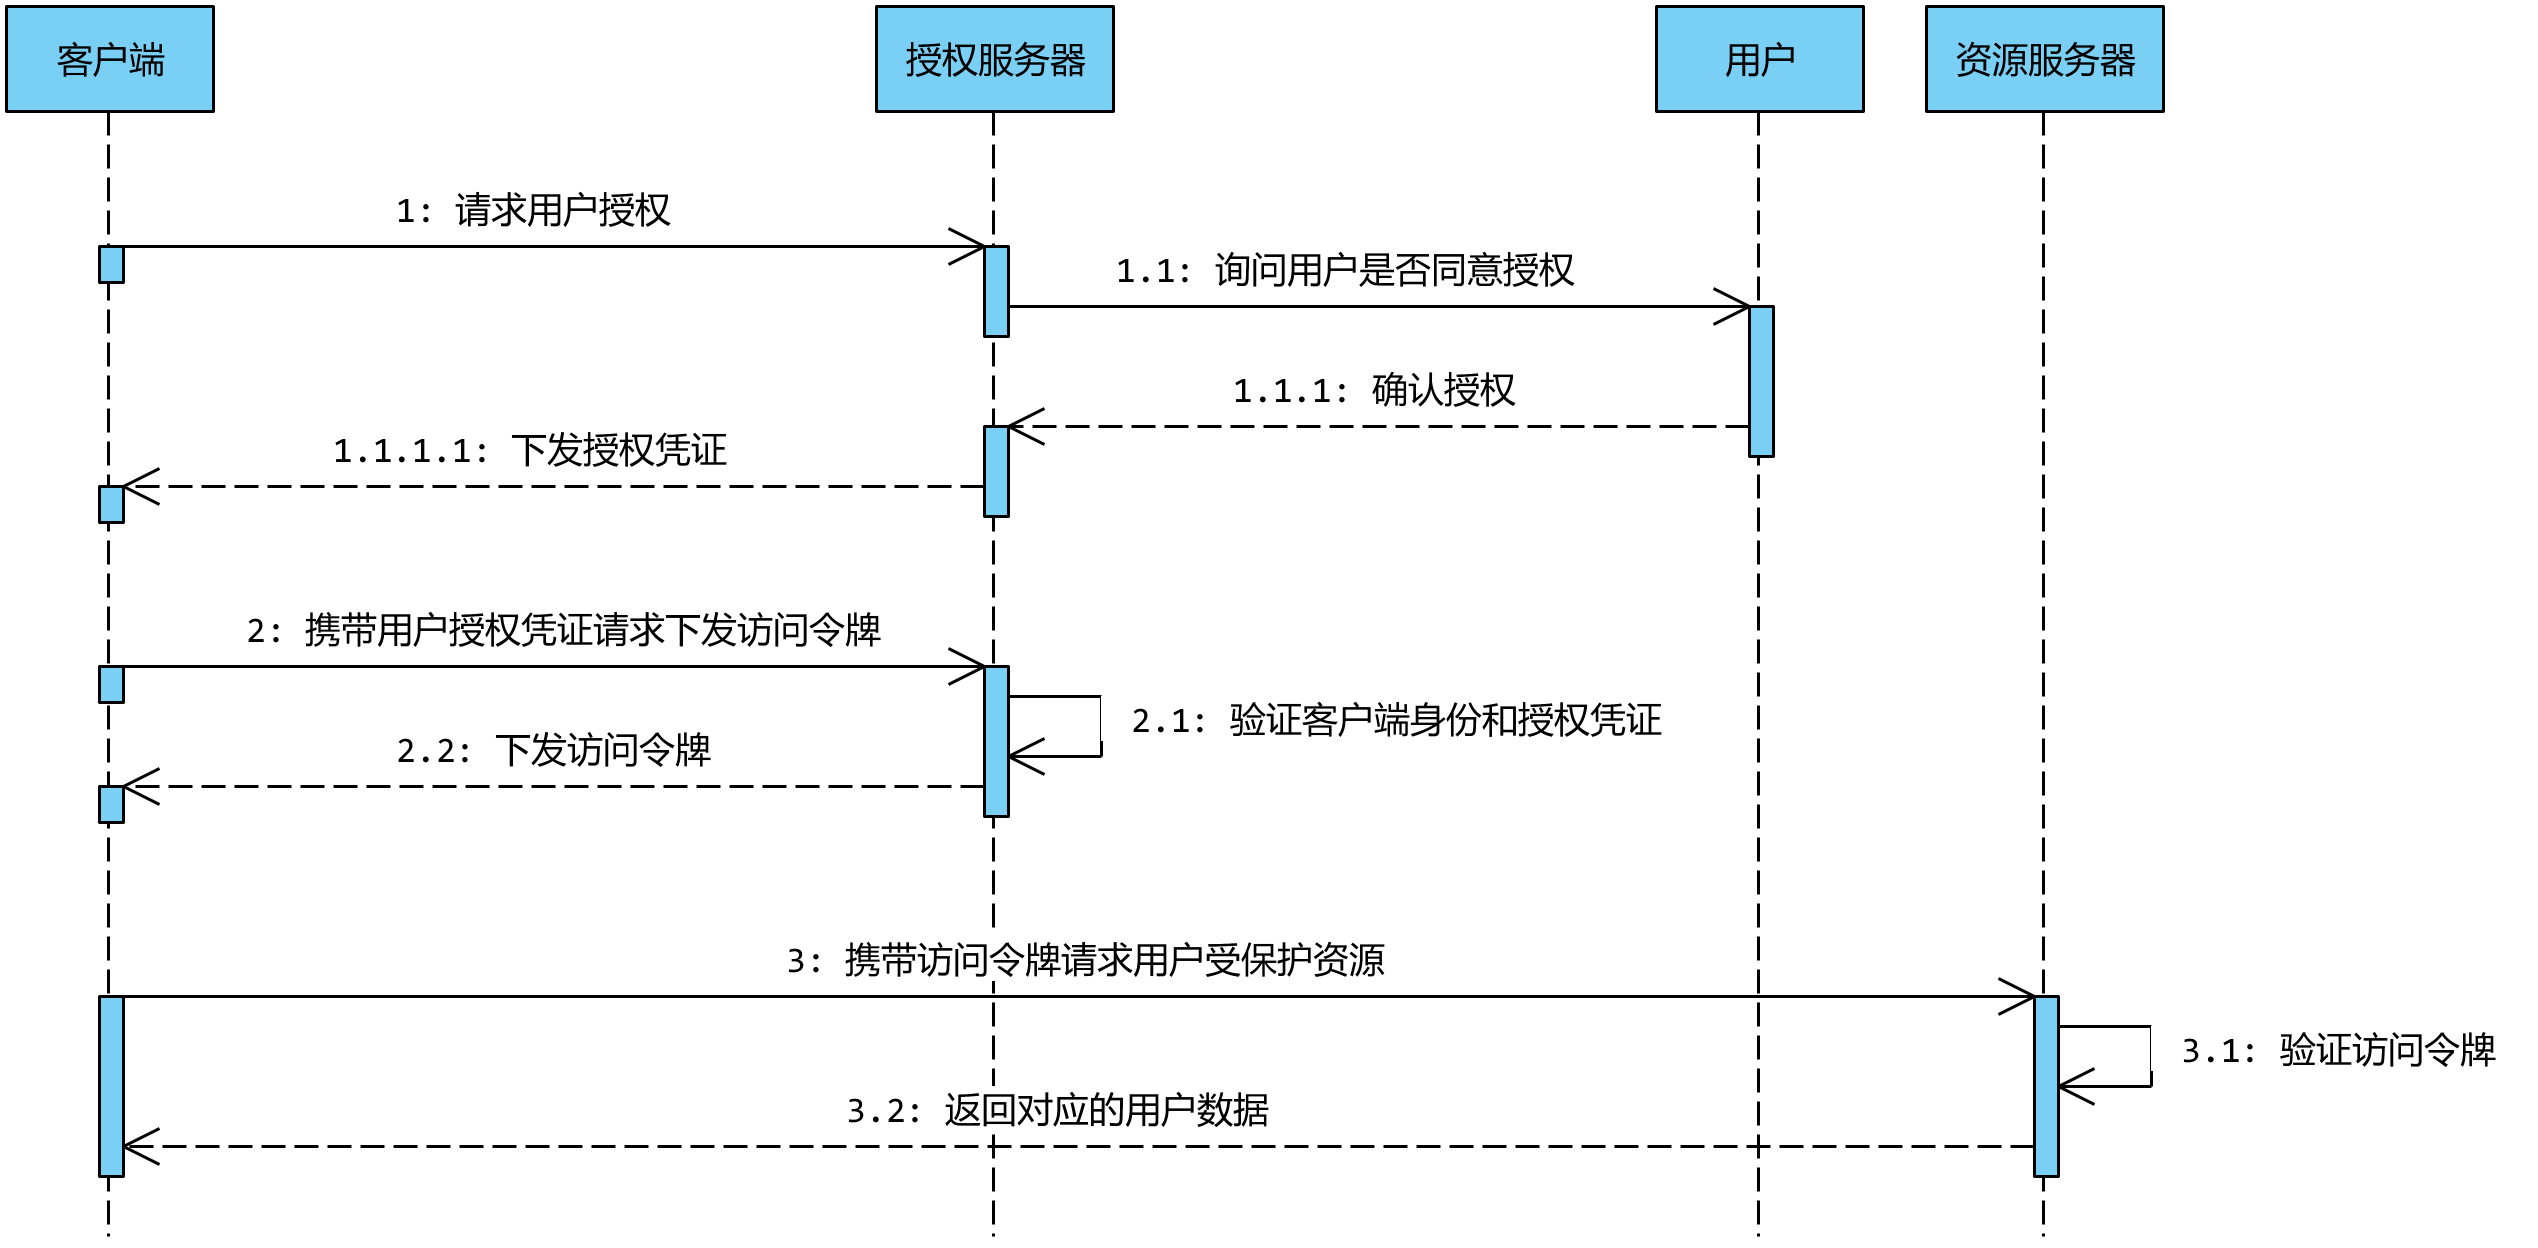 客户端
授权服务器
用户
资源服务器
1: 请求用户授权
1.1: 询问用户是否同意授权
1.1.1: 确认授权
1.1.1.1: 下发授权凭证
2: 携带用户授权凭证请求下发访问令牌
2.1: 验证客户端身份和授权凭证
2.2: 下发访问令牌
3: 携带访问令牌请求用户受保护资源
3.1: 验证访问令牌
3.2: 返回对应的用户数据